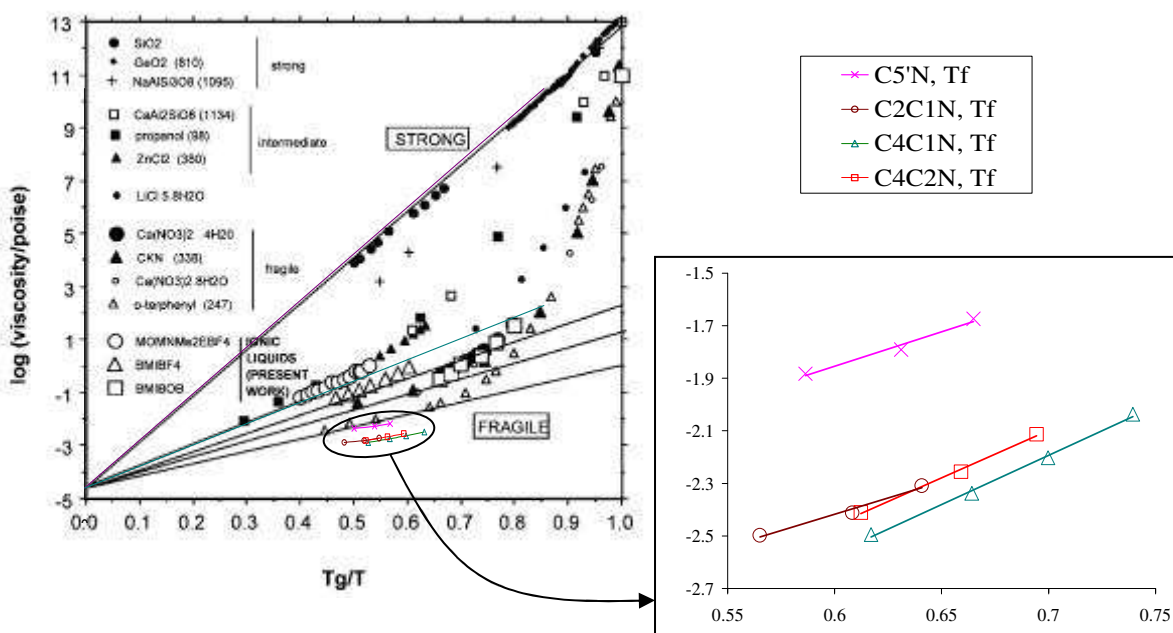 13
11
9
7
5
3
1
-1
-3
-5
log (viscosity/poise)
SiO2
GeO2 (810)
NaAlSi3O8 (1095)
strong
CaAl2SiO8 (1134)
propanol (98)
ZnCl2 (380)
intermediate
LiCl 5.8H2O
Ca(NO3)2 4H20
CKN (338)
Ca(NO3)2.8H2O
o-terphenyl (247)
fragile
MOMNMe2EBF4
BMIBF4
BMIBOB
IONIC
LIQUIDS
(PRESENT
WORK)
STRONG
FRAGILE
0.0 0.1 0.2 0.3 0.4 0.5 0.6 0.7 0.8 0.9 1.0
Tg/T
C5'N, Tf
C2C1N, Tf
C4C1N, Tf
C4C2N, Tf
-1.5
-1.7
-1.9
-2.1
-2.3
-2.5
-2.7
0.55 0.6 0.65 0.7 0.75